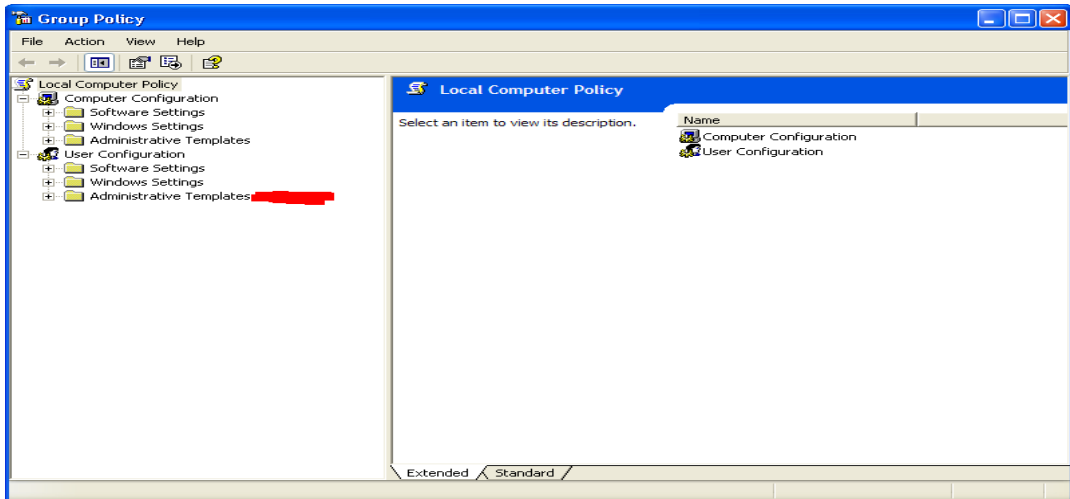 Group Policy
File Action View Help
Local Computer Policy
Computer Configuration
Software Settings
Windows Settings
Administrative Templates
User Configuration
Software Settings
Windows Settings
Administrative Templates
Local Computer Policy
Select an item to view its description.
Name
Computer Configuration
User Configuration
Extended Standard